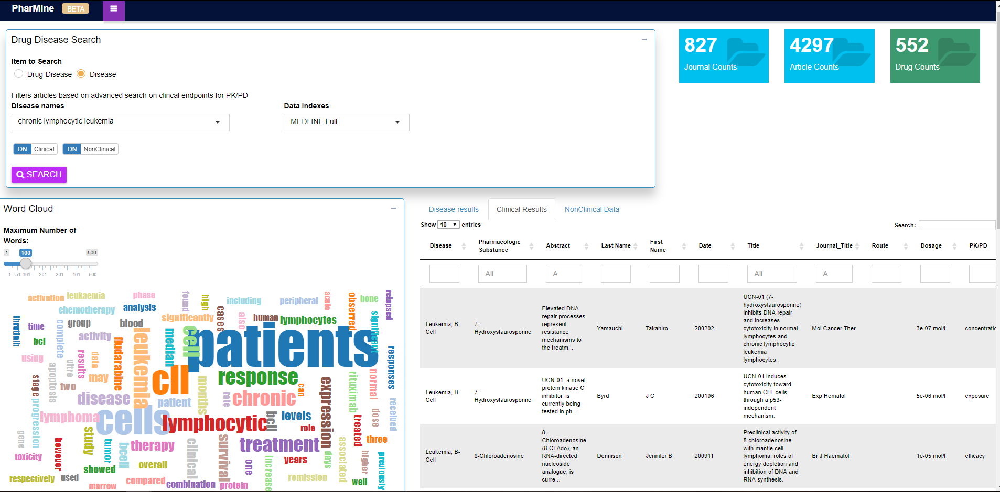 PharMine BETA
Drug Disease Search
Item to Search
Drug-Disease Disease
Filters articles based on advanced search on clincal endpoints for PK/PD
Disease names
Data Indexes
chronic lymphocytic leukemia
MEDLINE Full
ON Clinical ON NonClinical
SEARCH
827
Journal Counts
4297
Article Counts
552
Drug Counts
Word Cloud
Maximum Number of
Words:
1 100 500
1 51 101 201 301 401 500
activation
leukaemia
phase
found
high
including
peripheral
acute
observed
bone
relapsed
chemotherapy
analysis
significantly
cases
also
human
lymphocytes
significant
ibrutinib
time
complete
group
blood
activity
bcl
fludarabine
leukemia
median
cell
patients
responses
using
apoptosis
vitro
results
data
may
cll
response
months
rate
chronic
can
expression
rituximab
normal
stage
two
progression
disease
patient
lymphoma
cells
lymphocytic
bcll
levels
role
treated
dose
received
gene
however
study
tumor
bcell
therapy
clinical
survival
treatment
three
associated
toxicity
showed
overall
one
years
days
higher
previously
respectively
used
marrow
compared
combination
protein
increase
remission
well
Disease results Clinical Results NonClinical Data
Show 10 entries
Search:
Disease
Pharmacologic
Substance
Abstract
Last Name
First
Name
Date
Title
Journal_Title
Route
Dosage
PK/PD
All
A
All
A
Leukemia, B-
Cell
7-
Hydroxystaurosporine
Elevated DNA
repair processes
represent
resistance
mechanisms to
the treatm...
Yamauchi
Takahiro
200202
UCN-01 (7-
hydroxystaurosporine)
inhibits DNA repair
and increases
cytotoxicity in normal
lymphocytes and
chronic lymphocytic
leukemia
lymphocytes.
Mol Cancer Ther
3e-07 mol/l
concentratic
Leukemia, B-
Cell
7-
Hydroxystaurosporine
UCN-01, a novel
protein kinase C
inhibitor, is
currently being
tested in ph...
Byrd
J C
200106
UCN-01 induces
cytotoxicity toward
human CLL cells
through a p53-
independent
mechanism.
Exp Hematol
5e-06 mol/l
exposure
Leukemia, B-
Cell
8-Chloroadenosine
8-
Chloroadenosine
(8-Cl-Ado), an
RNA-directed
nucleoside
analogue, is
curre...
Dennison
Jennifer B
200911
Preclinical activity of
8-chloroadenosine
with mantle cell
lymphoma: roles of
energy depletion and
inhibition of DNA and
RNA synthesis.
Br J Haematol
1e-05 mol/l
efficacy